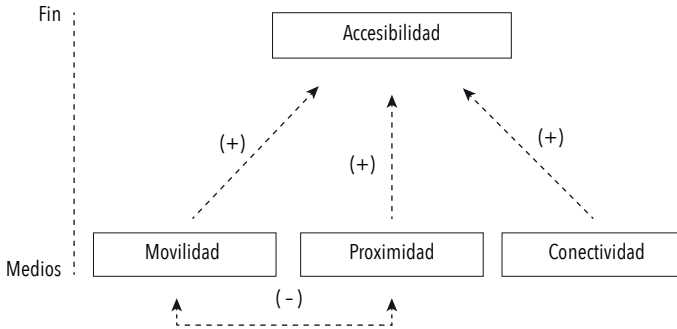 Fin
Accesibilidad
(+)
(+)
(+)
Movilidad
Proximidad
Conectividad
Medios
(-)